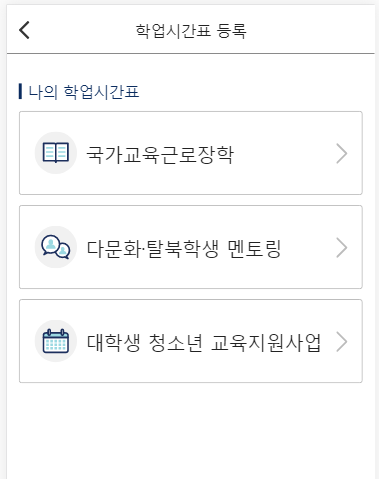 학업시간표 등록
나의 학업시간표
국가교육근로장학
다문화·탈북학생 멘토링
대학생 청소년 교육지원사업